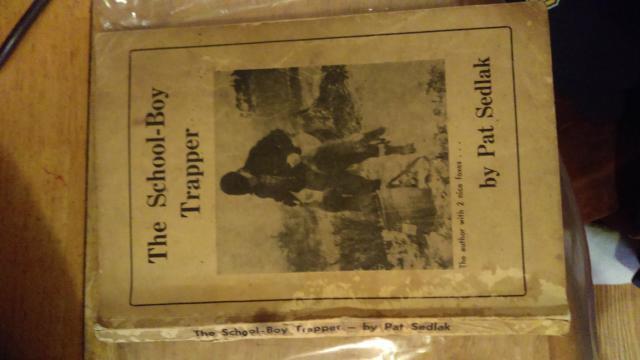 The School-Boy
Trapper
The author with 2 nice foxes . . .
by Pat Sedlak
The School-Boy Trapper — by Pat Sedlak